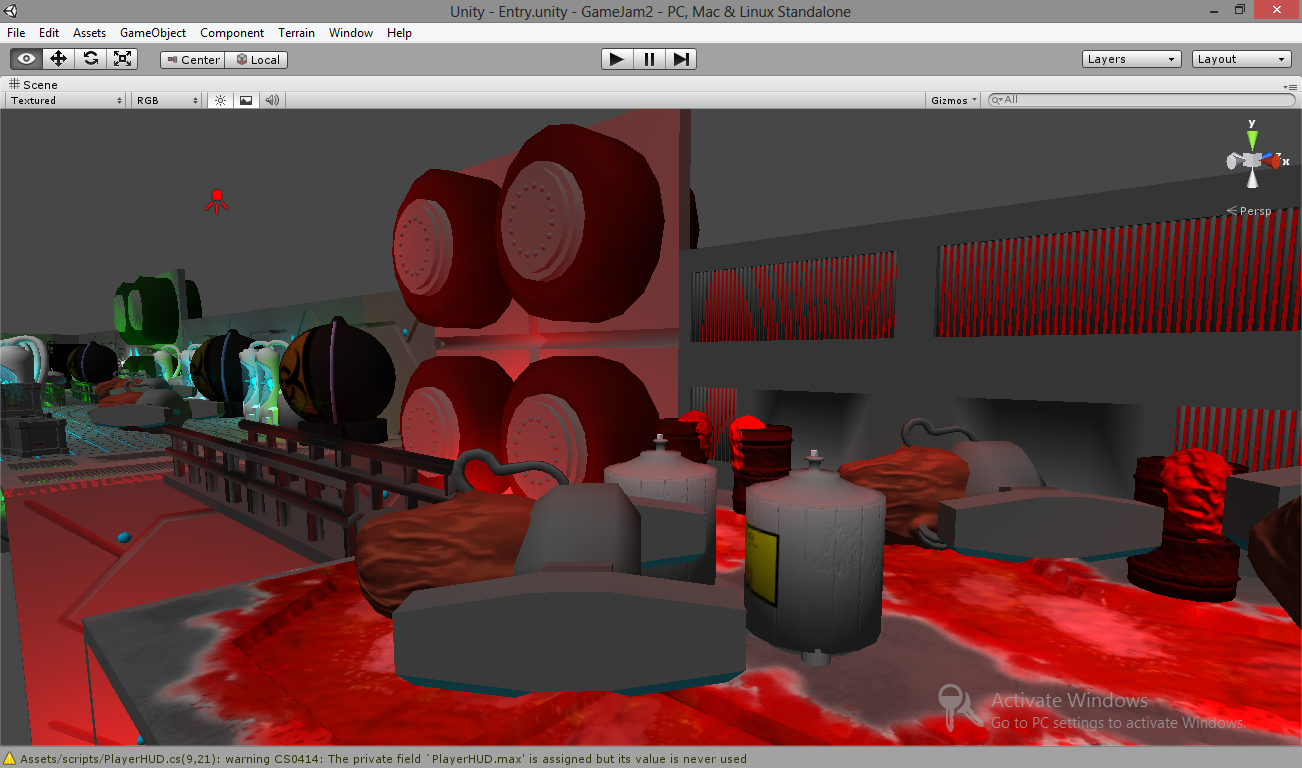 Unity - Entry.unity - GameJam2 - PC, Mac & Linux Standalone
File Edit Assets GameObject Component Terrain Window Help
Center Local Layers Layout
Scene
Textured RGB Gizmos All
y
x
Persp
Activate Windows
Go to PC settings to activate Windows.
Assets/scripts/PlayerHUD.cs(9,21): warning CS0414: The private field `PlayerHUD.max' is assigned but its value is never used